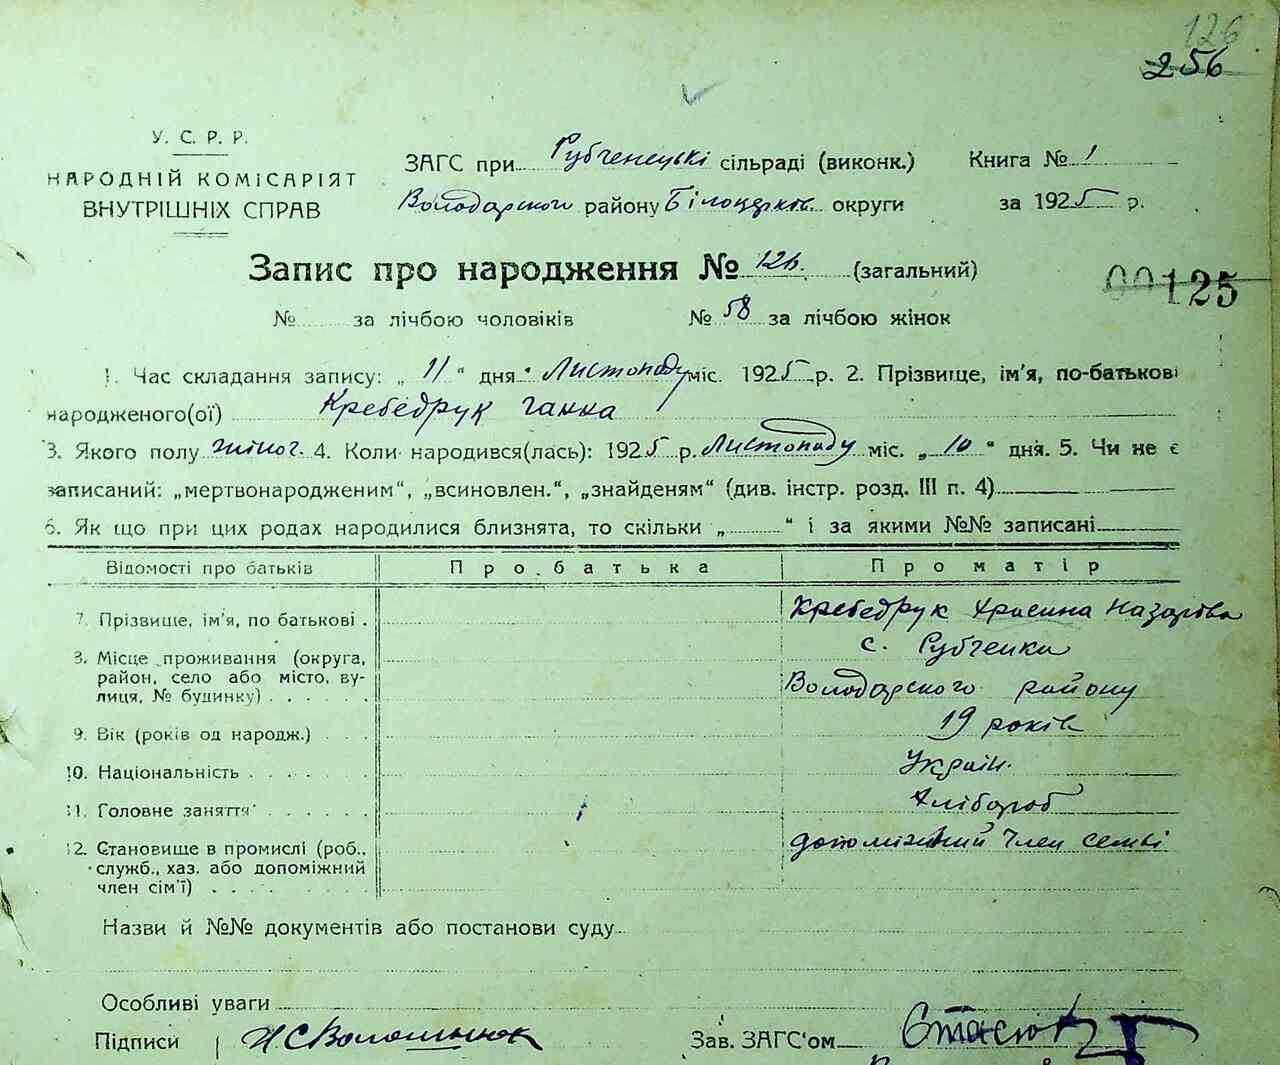 126
256
У. С. Р. Р.
НАРОДНІЙ КОМІСАРІЯТ
ВНУТРІШНІХ СПРАВ
ЗАГС при Рубченецькі сільраді (виконк.) Книга № 1
Володарского району Білоцерків. округи за 1925 р.
Запис про народження № 126. (загальний)
00125
№ за лічбою чоловіків № 58 за лічбою жінок
1. Час складання запису: „ 11 “ дня Листопаду міс. 1925 р. 2. Прізвище, ім'я, по-батькові
народженого(ої) Кребедрук Ганна
3. Якого полу жіноч. 4. Коли народився(лась): 1925 р. Листопаду міс. „ 10 “ дня. 5. Чи не є
записаний: „мертвонародженим“, „всиновлен.“, „знайденям“ (див. інстр. розд. III п. 4)
6. Як що при цих родах народилися близнята, то скільки „ “ і за якими №№ записані
Відомості про батьків Про батька Про матір
7. Прізвище, ім'я, по батькові . Кребедрук Хрисина Назарова
8. Місце проживання (округа, с. Рубченки
район, село або місто, ву-
лиця, № будинку) . . . . . . Володарского району
9. Вік (років од народж.) . . . 19 років
10. Національність . . . . . . . Україн.
11. Головне заняття . . . . . . Хлібороб
12. Становище в промислі (роб., допоміжний Член семьї
служб., хаз. або допоміжний
член сім'ї) . . . .
Назви й №№ документів або постанови суду
Особливі уваги
Підписи Зав. ЗАГС'ом Стасюк